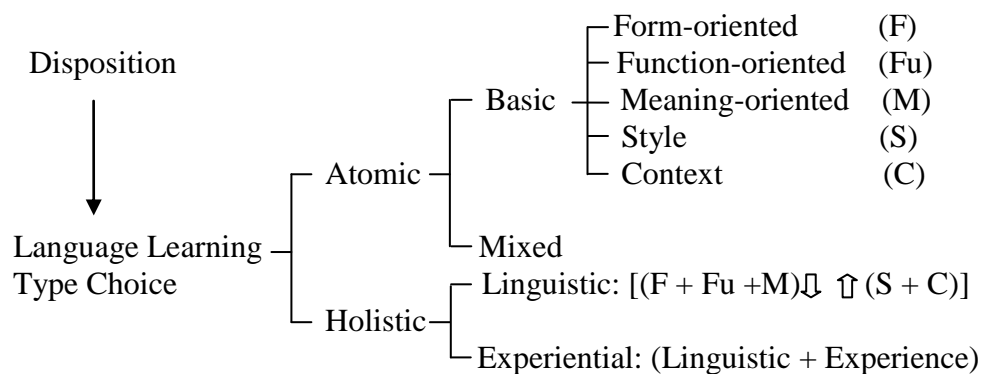 Form-oriented (F)
Disposition
Function-oriented (Fu)
Basic
Meaning-oriented (M)
Style (S)
Atomic
Context (C)
Language Learning
Type Choice
Mixed
Linguistic: [(F + Fu +M)⇩ ⇧(S + C)]
Holistic
Experiential: (Linguistic + Experience)